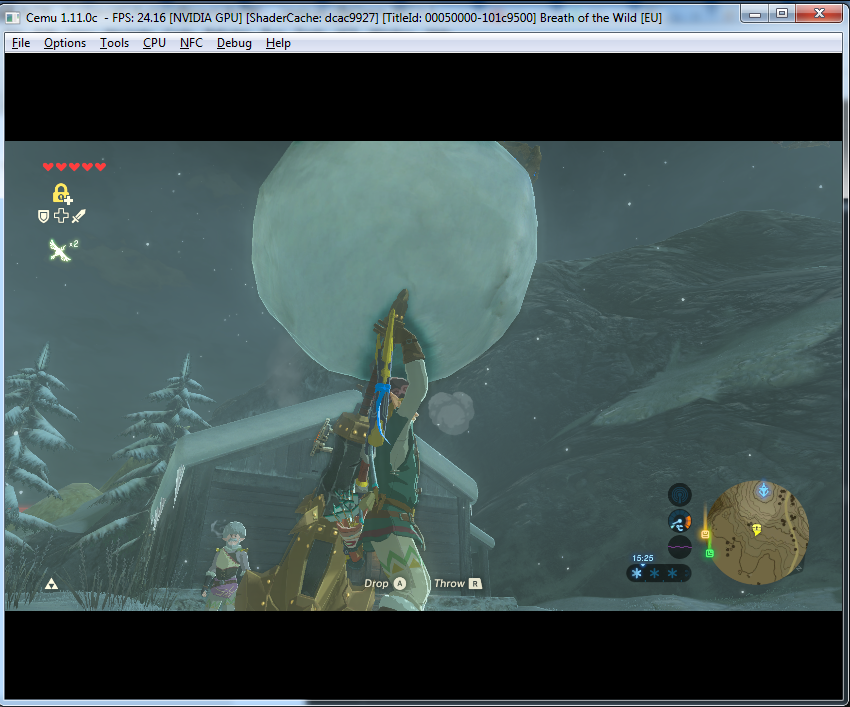 Cemu 1.11.0c - FPS: 24.16 [NVIDIA GPU] [ShaderCache: dcac9927] [TitleId: 00050000-101c9500] Breath of the Wild [EU]
File Options Tools CPU NFC Debug Help
x2
15:25
Drop A Throw R